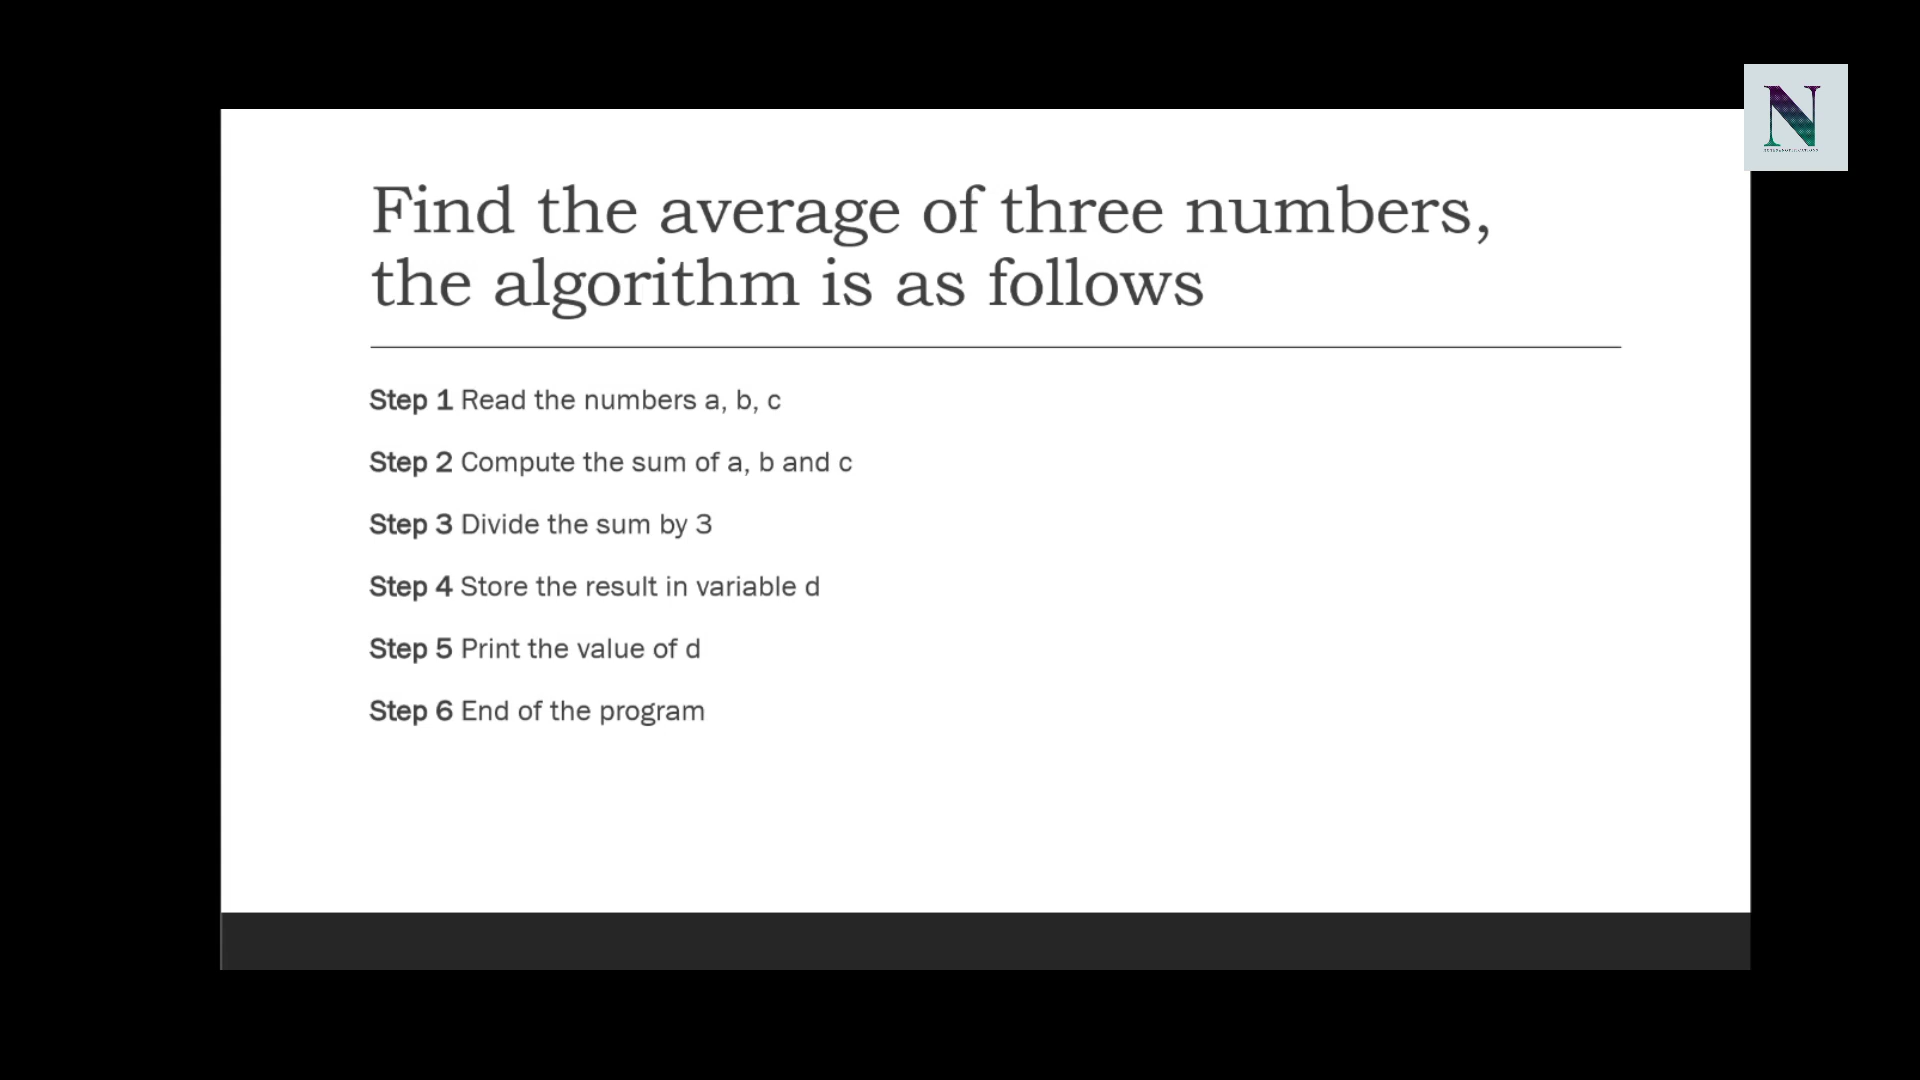 N
Find the average of three numbers,
the algorithm is as follows
Step 1 Read the numbers a, b, c
Step 2 Compute the sum of a, b and c
Step 3 Divide the sum by 3
Step 4 Store the result in variable d
Step 5 Print the value of d
Step 6 End of the program